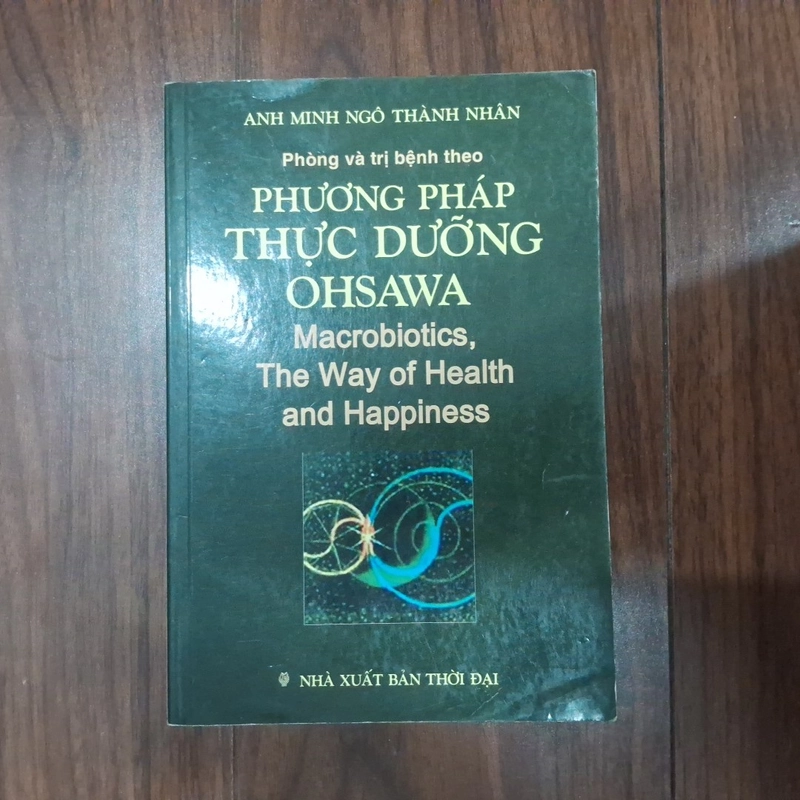 ANH MINH NGÔ THÀNH NHÂN
Phòng và trị bệnh theo
PHƯƠNG PHÁP
THỰC DƯỠNG
OHSAWA
Macrobiotics,
The Way of Health
and Happiness
NHÀ XUẤT BẢN THỜI ĐẠI